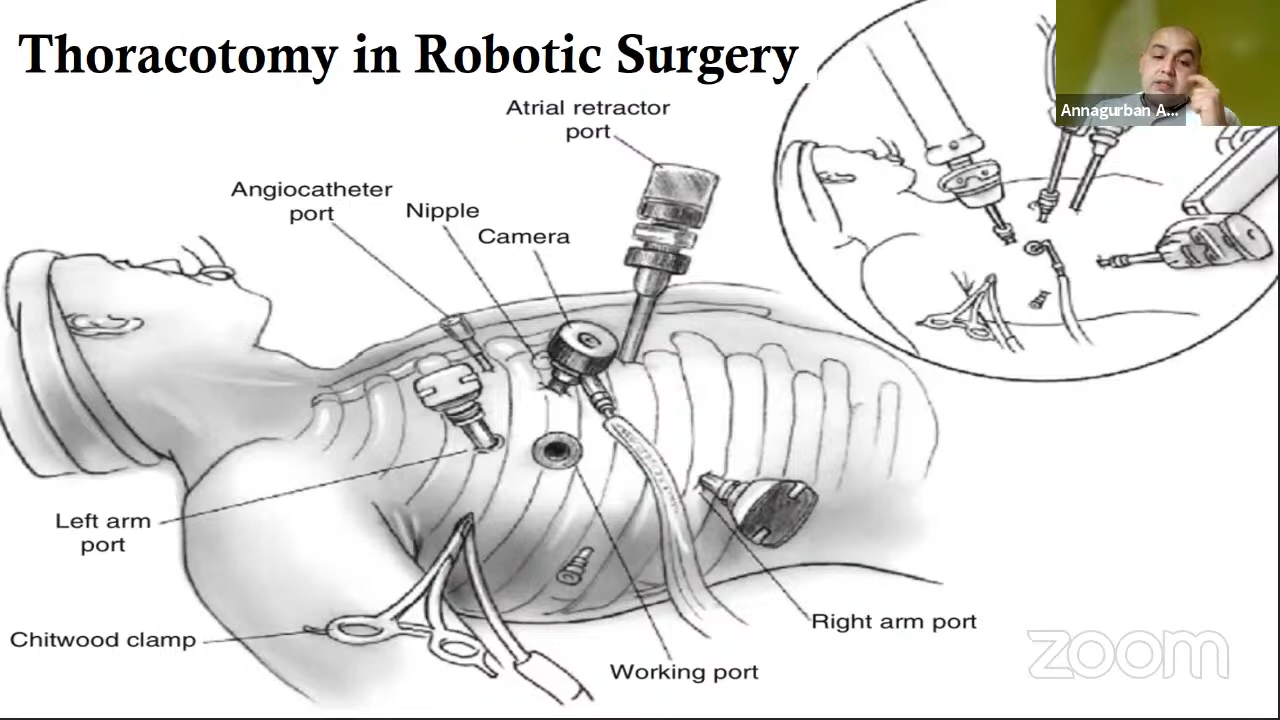 Thoracotomy in Robotic Surgery
Annagurban A...
Atrial retractor
port
Angiocatheter
port
Nipple
Camera
Left arm
port
Chitwood clamp
Right arm port
Working port
zoom